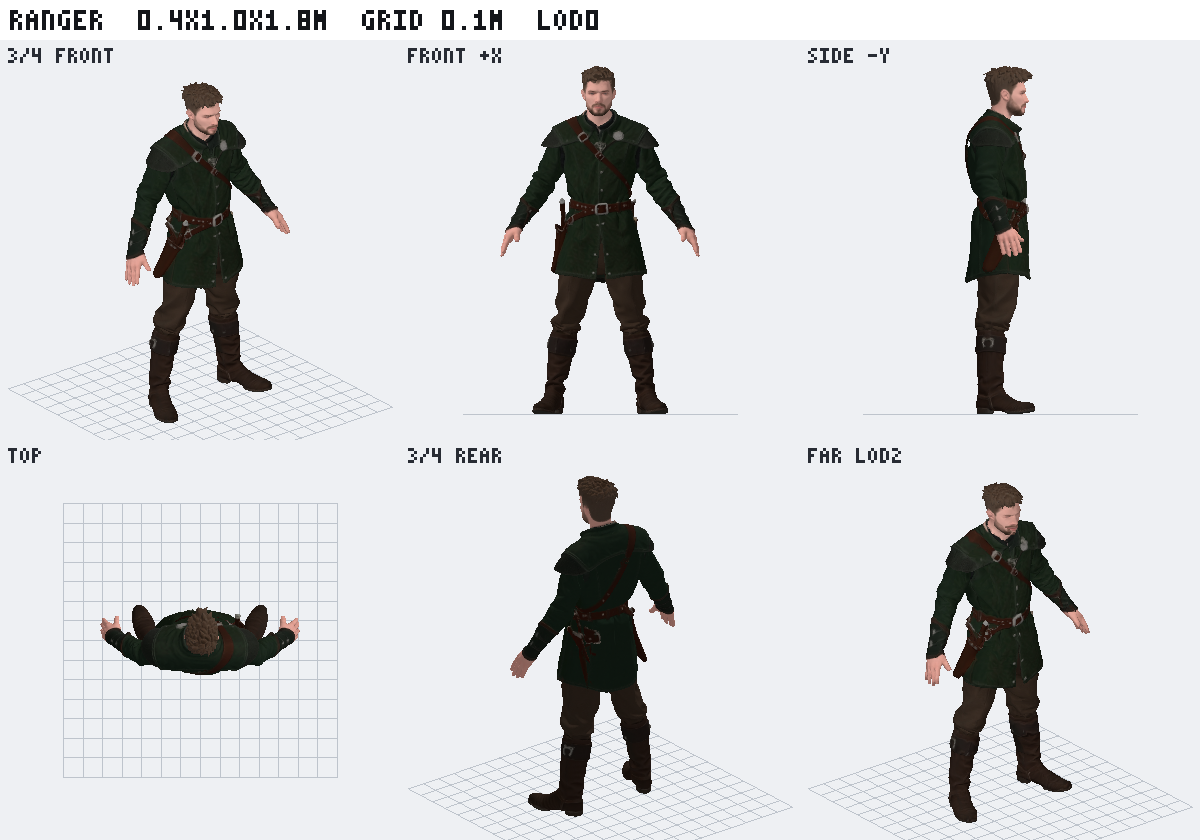 RANGER 0.4X1.0X1.8M GRID 0.1M LOD0
3/4 FRONT
FRONT +X
SIDE -Y
TOP
3/4 REAR
FAR LOD2